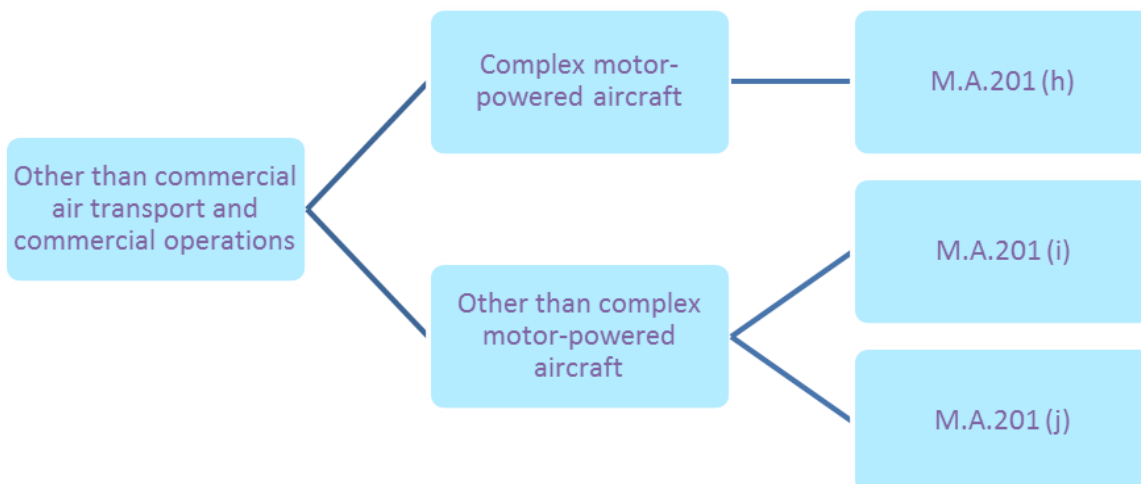 Other than commercial
air transport and
commercial operations
Complex motor-
powered aircraft
M.A.201 (h)
Other than complex
motor-powered
aircraft
M.A.201 (i)
M.A.201 (j)